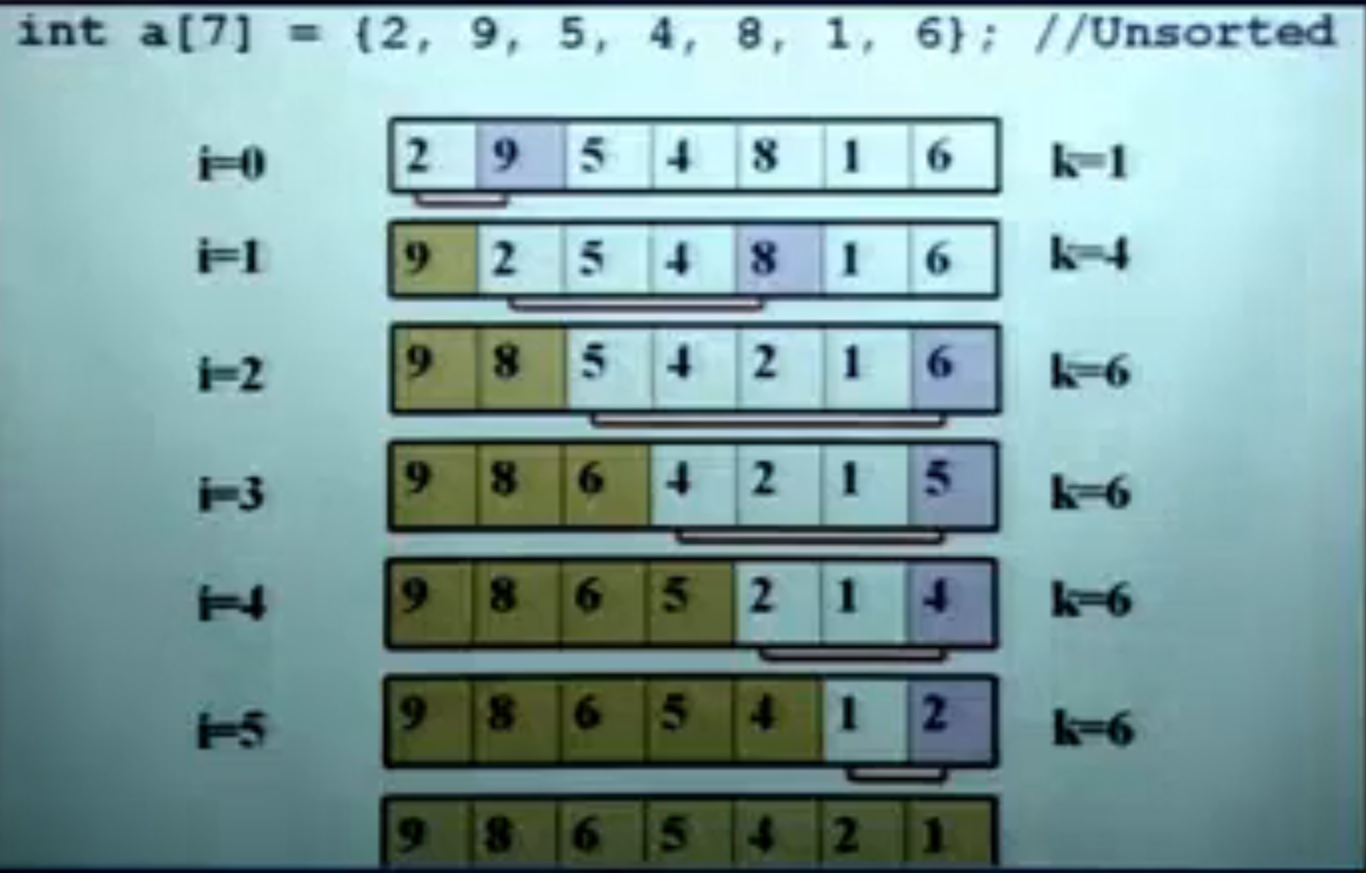 int a[7] = {2, 9, 5, 4, 8, 1, 6}; //Unsorted
i=0 2 9 5 4 8 1 6 k=1
i=1 9 2 5 4 8 1 6 k=4
i=2 9 8 5 4 2 1 6 k=6
i=3 9 8 6 4 2 1 5 k=6
i=4 9 8 6 5 2 1 4 k=6
i=5 9 8 6 5 4 1 2 k=6
9 8 6 5 4 2 1